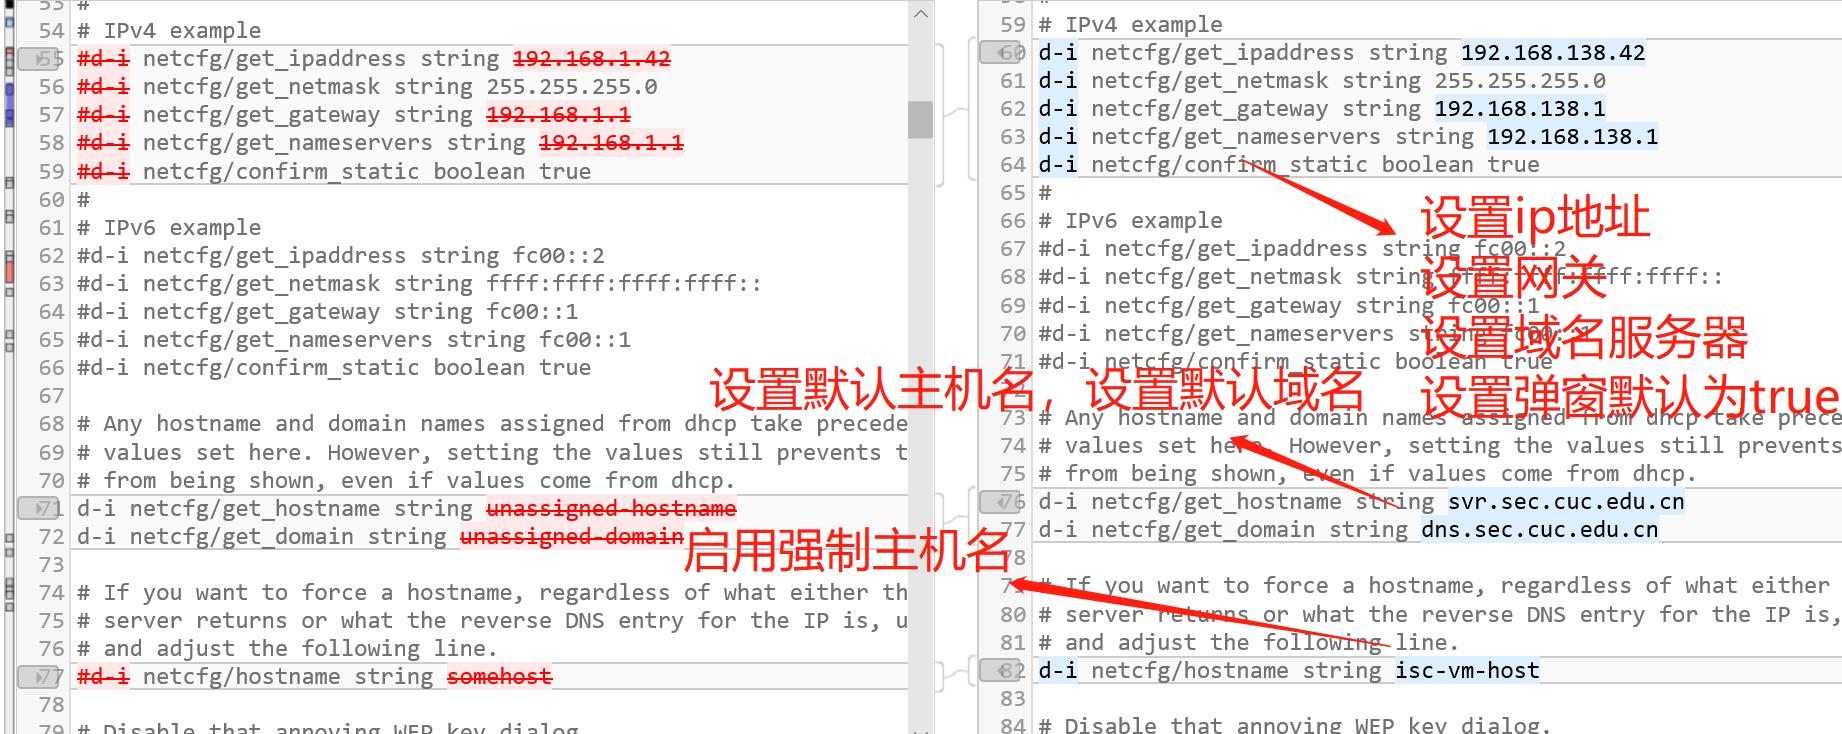 53 #
54 # IPv4 example
55 #d-i netcfg/get_ipaddress string 192.168.1.42
56 #d-i netcfg/get_netmask string 255.255.255.0
57 #d-i netcfg/get_gateway string 192.168.1.1
58 #d-i netcfg/get_nameservers string 192.168.1.1
59 #d-i netcfg/confirm_static boolean true
60 #
61 # IPv6 example
62 #d-i netcfg/get_ipaddress string fc00::2
63 #d-i netcfg/get_netmask string ffff:ffff:ffff:ffff::
64 #d-i netcfg/get_gateway string fc00::1
65 #d-i netcfg/get_nameservers string fc00::1
66 #d-i netcfg/confirm_static boolean true
67
68 # Any hostname and domain names assigned from dhcp take precede
69 # values set here. However, setting the values still prevents t
70 # from being shown, even if values come from dhcp.
71 d-i netcfg/get_hostname string unassigned-hostname
72 d-i netcfg/get_domain string unassigned-domain
73
74 # If you want to force a hostname, regardless of what either th
75 # server returns or what the reverse DNS entry for the IP is, u
76 # and adjust the following line.
77 #d-i netcfg/hostname string somehost
78
79 # Disable that annoying WEP key dialog.
59 # IPv4 example
60 d-i netcfg/get_ipaddress string 192.168.138.42
61 d-i netcfg/get_netmask string 255.255.255.0
62 d-i netcfg/get_gateway string 192.168.138.1
63 d-i netcfg/get_nameservers string 192.168.138.1
64 d-i netcfg/confirm_static boolean true
65 #
66 # IPv6 example
67 #d-i netcfg/get_ipaddress string fc00::2
68 #d-i netcfg/get_netmask string ffff:ffff:ffff:ffff::
69 #d-i netcfg/get_gateway string fc00::1
70 #d-i netcfg/get_nameservers string fc00::1
71 #d-i netcfg/confirm_static boolean true
73 # Any hostname and domain names assigned from dhcp take prece
74 # values set here. However, setting the values still prevents
75 # from being shown, even if values come from dhcp.
76 d-i netcfg/get_hostname string svr.sec.cuc.edu.cn
77 d-i netcfg/get_domain string dns.sec.cuc.edu.cn
78
79 # If you want to force a hostname, regardless of what either
80 # server returns or what the reverse DNS entry for the IP is,
81 # and adjust the following line.
82 d-i netcfg/hostname string isc-vm-host
83
84 # Disable that annoying WEP key dialog.
设置ip地址
设置网关
设置域名服务器
设置弹窗默认为true
设置默认主机名，设置默认域名
启用强制主机名